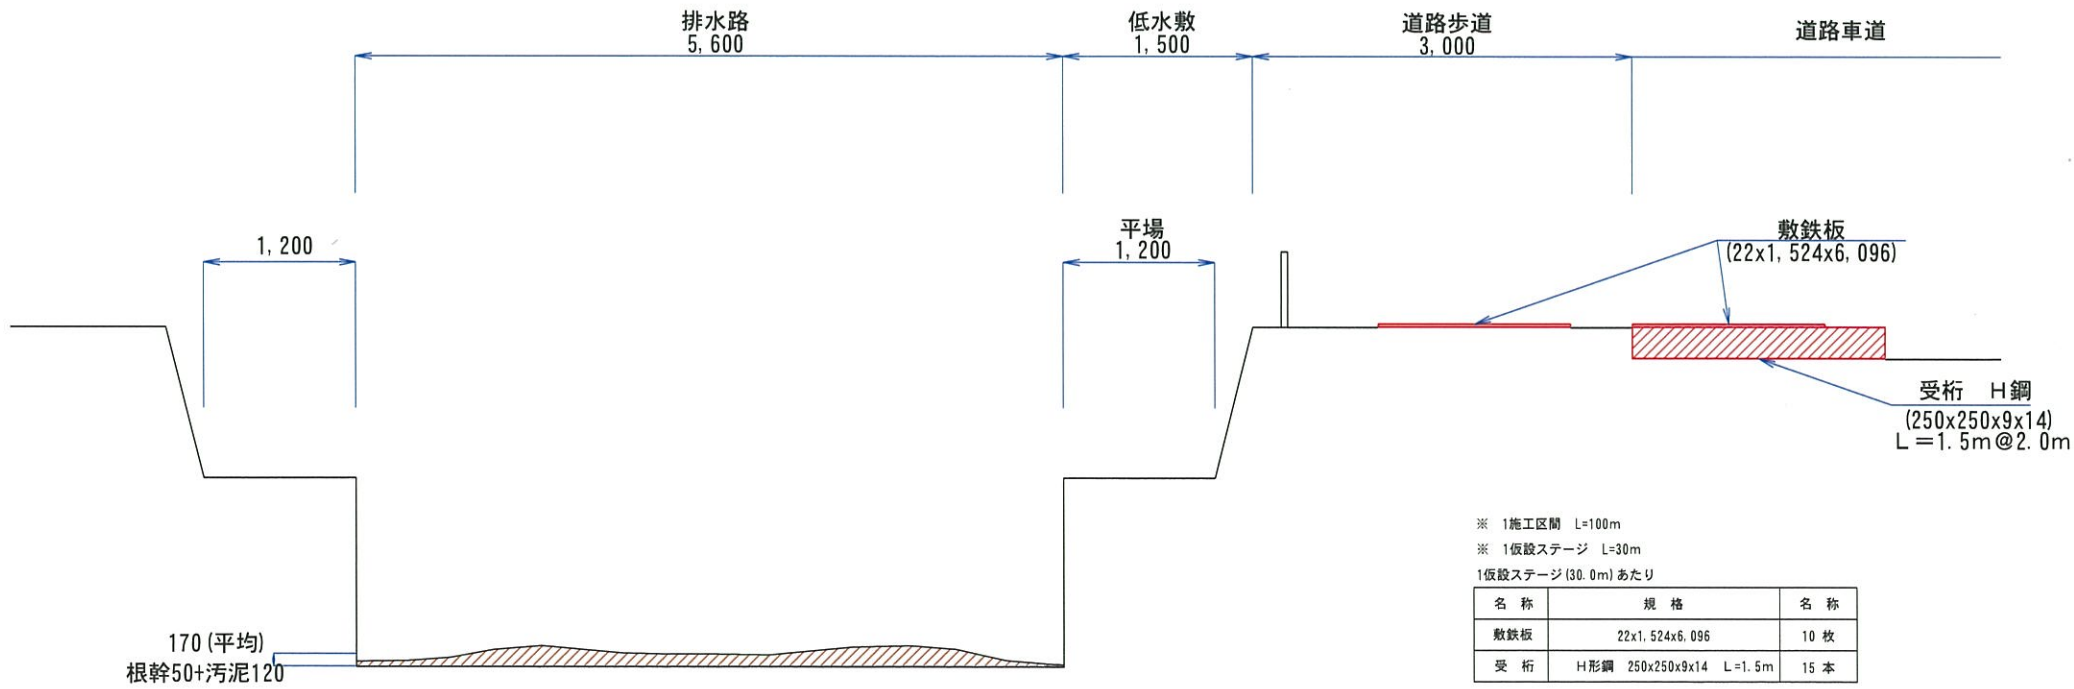 排水路
5,600
低水敷
1,500
道路歩道
3,000
道路車道
1,200
平場
1,200
敷鉄板
(22x1,524x6,096)
受桁 H鋼
(250x250x9x14)
L=1.5m@2.0m
170(平均)
根幹50+汚泥120
※ 1施工区間 L=100m
※ 1仮設ステージ L=30m
1仮設ステージ(30.0m)あたり
名 称 規 格 名 称
敷鉄板 22x1,524x6,096 10 枚
受 桁 H形鋼 250x250x9x14 L=1.5m 15 本